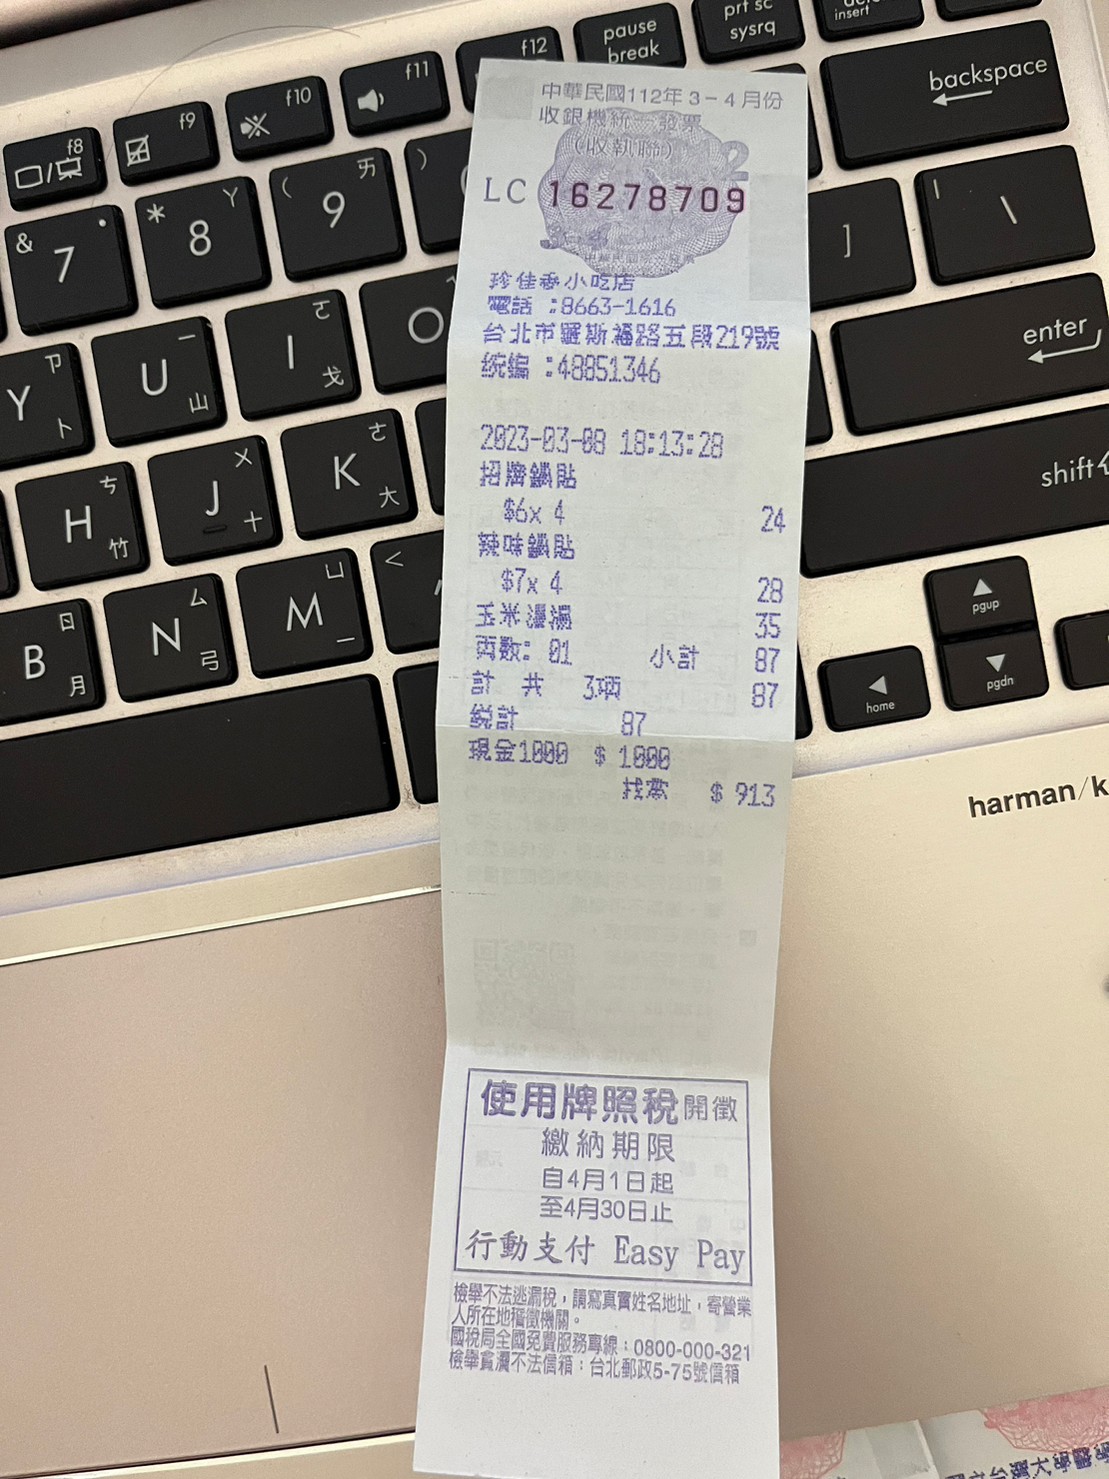 中華民國112年3-4月份
收銀機統一發票
(收執聯)
LC 16278709
珍佳香小吃店
電話 :8663-1616
台北市羅斯福路五段219號
統編 :48851346
2023-03-08 18:13:28
招牌鍋貼
$6x 4 24
辣味鍋貼
$7x 4 28
玉米濃湯 35
頁數: 01 小計 87
計 共 3項 87
總計 87
現金1000 $ 1000
找零 $ 913
使用牌照稅開徵
繳納期限
自4月1日起
至4月30日止
行動支付 Easy Pay
檢舉不法逃漏稅,請寫真實姓名地址,寄營業
人所在地稽徵機關。
國稅局全國免費服務專線:0800-000-321
檢舉貪瀆不法信箱:台北郵政5-75號信箱
f8
f9
f10
f11
f12
pause
break
prt sc
sysrq
insert
backspace
& 7
* 8 Y
( 9 ㄞ
)
]
| \
Y ㄗ 卜
U ㄧ 山
I ㄛ 戈
O
enter
H ㄘ 竹
J ㄨ 十
K ㄜ 大
shift
B ㄖ 月
N ㄙ 弓
M ㄩ 一
<
pgup
home
pgdn
harman/k